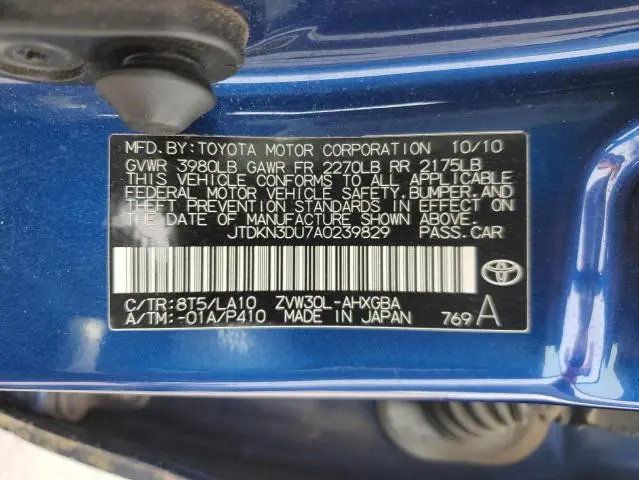 MFD. BY: TOYOTA MOTOR CORPORATION 10/10
GVWR 3980LB GAWR FR 2270LB RR 2175LB
THIS VEHICLE CONFORMS TO ALL APPLICABLE
FEDERAL MOTOR VEHICLE SAFETY, BUMPER, AND
THEFT PREVENTION STANDARDS IN EFFECT ON
THE DATE OF MANUFACTURE SHOWN ABOVE.
JTDKN3DU7A0239829 PASS. CAR
C/TR: 8T5/LA10 ZVW30L-AHXGBA
A/TM: -01A/P410 MADE IN JAPAN 769 A